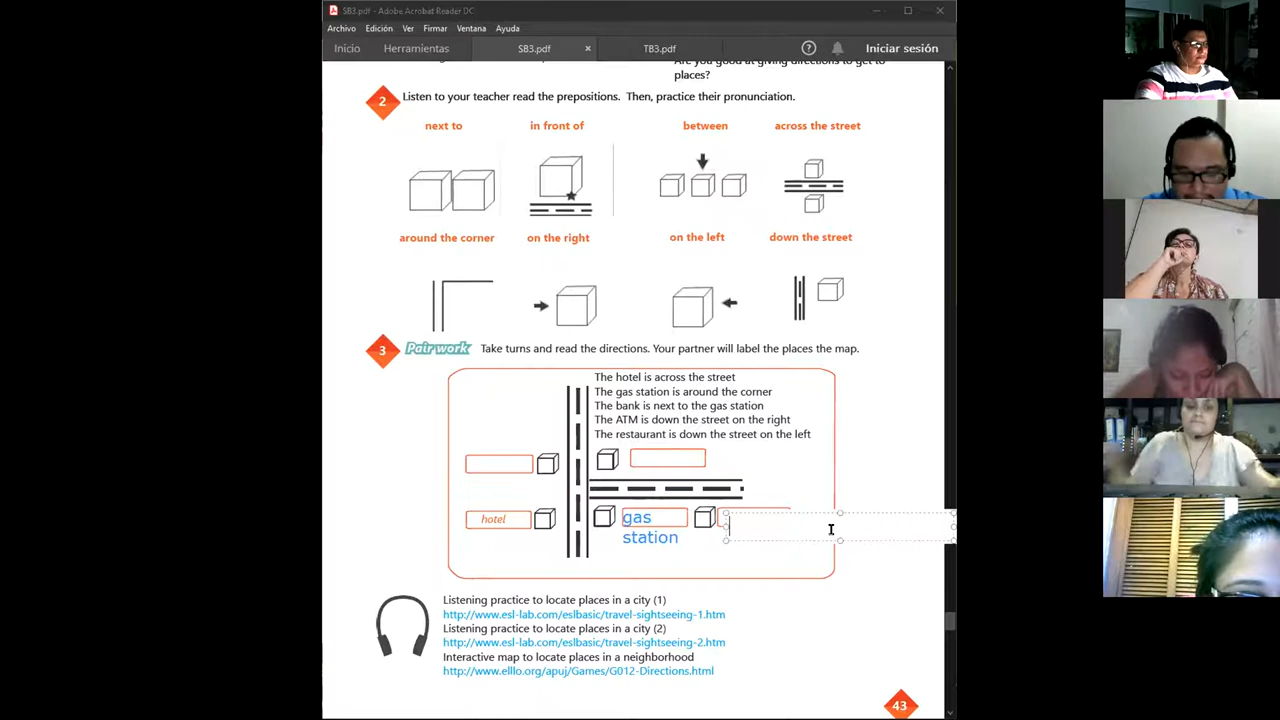 SB3.pdf - Adobe Acrobat Reader DC
Archivo Edición Ver Firmar Ventana Ayuda
Inicio Herramientas SB3.pdf × TB3.pdf ? Iniciar sesión
Are you good at giving directions to get to
places?
2 Listen to your teacher read the prepositions. Then, practice their pronunciation.
next to in front of between across the street
around the corner on the right on the left down the street
3 Pair work Take turns and read the directions. Your partner will label the places the map.
The hotel is across the street
The gas station is around the corner
The bank is next to the gas station
The ATM is down the street on the right
The restaurant is down the street on the left
hotel gas
station
Listening practice to locate places in a city (1)
http://www.esl-lab.com/eslbasic/travel-sightseeing-1.htm
Listening practice to locate places in a city (2)
http://www.esl-lab.com/eslbasic/travel-sightseeing-2.htm
Interactive map to locate places in a neighborhood
http://www.elllo.org/apuj/Games/G012-Directions.html
43